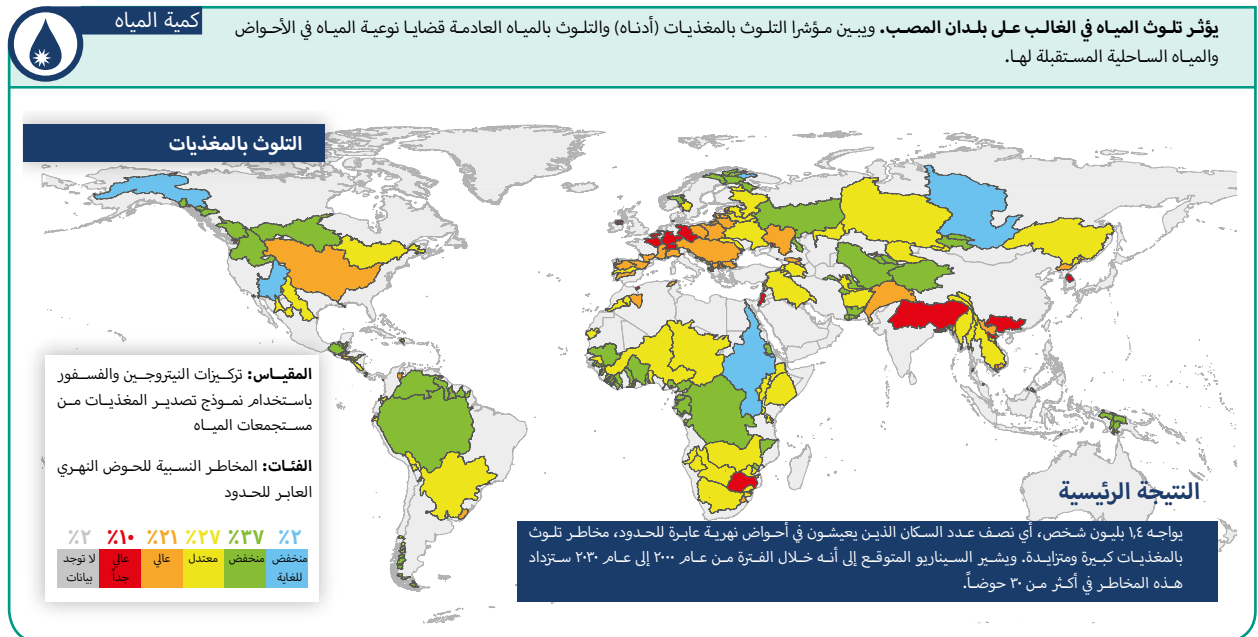 كمية المياه
يؤثر تلوث المياه في الغالب على بلدان المصب. ويبين مؤشرا التلوث بالمغذيات (أدناه) والتلوث بالمياه العادمة قضايا نوعية المياه في الأحواض
والمياه الساحلية المستقبلة لها.
التلوث بالمغذيات
المقياس: تركيزات النيتروجين والفسفور
باستخدام نموذج تصدير المغذيات من
مستجمعات المياه
الفئات: المخاطر النسبية للحوض النهري
العابر للحدود
٪٢ ٪٣٧ ٪٢٧ ٪٢١ ٪١٠ ٪٢
منخفض للغاية منخفض معتدل عالي عالي جداً لا توجد بيانات
النتيجة الرئيسية
يواجه ١,٤ بليون شخص، أي نصف عدد السكان الذين يعيشون في أحواض نهرية عابرة للحدود، مخاطر تلوث
بالمغذيات كبيرة ومتزايدة. ويشير السيناريو المتوقع إلى أنه خلال الفترة من عام ٢٠٠٠ إلى عام ٢٠٣٠ ستزداد
هذه المخاطر في أكثر من ٣٠ حوضاً.